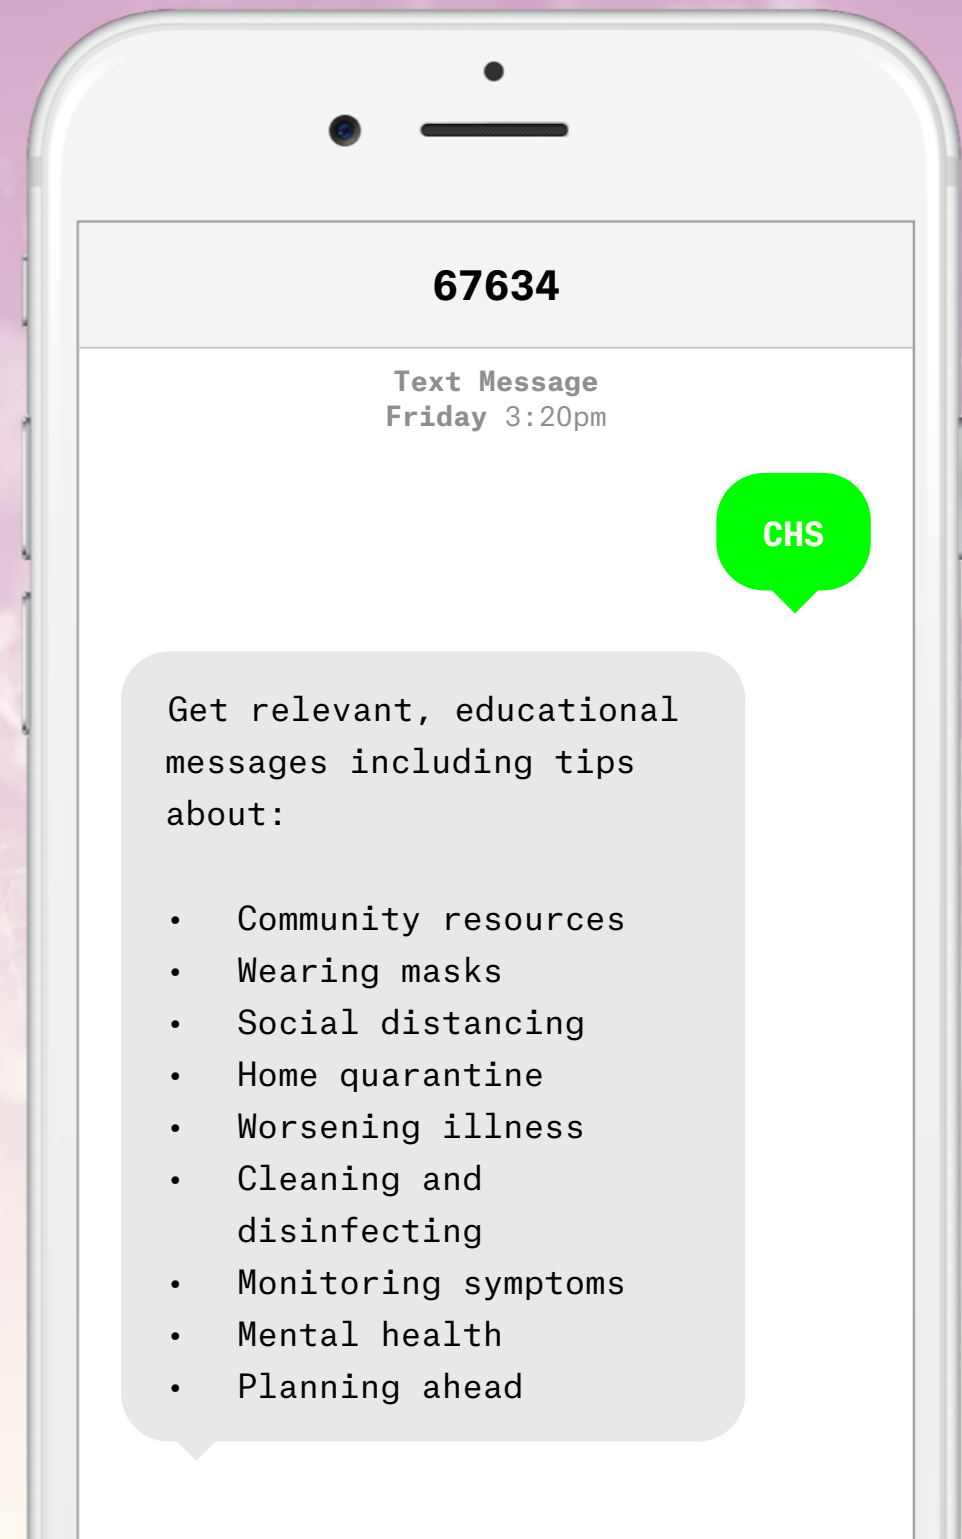 67634
Text Message
Friday 3:20pm
CHS
Get relevant, educational
messages including tips
about:
• Community resources
• Wearing masks
• Social distancing
• Home quarantine
• Worsening illness
• Cleaning and
disinfecting
• Monitoring symptoms
• Mental health
• Planning ahead